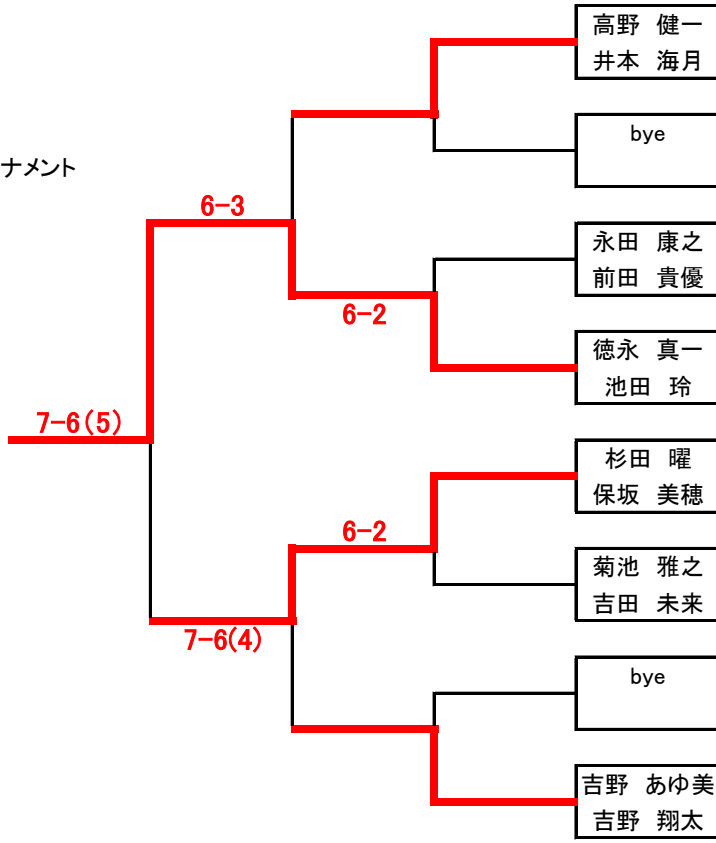 高野　健一
井本　海月
bye
ナメント
6-3
永田　康之
前田　貴優
6-2
徳永　真一
池田　玲
7-6(5)
杉田　曜
保坂　美穂
6-2
菊池　雅之
吉田　未来
7-6(4)
bye
吉野　あゆ美
吉野　翔太